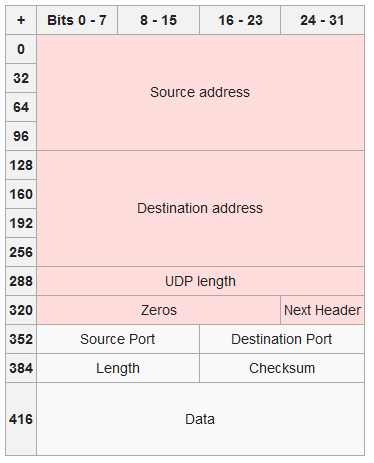 + Bits 0 - 7 8 - 15 16 - 23 24 - 31
0
32
Source address
64
96
128
160
Destination address
192
256
288 UDP length
320 Zeros Next Header
352 Source Port Destination Port
384 Length Checksum
416 Data